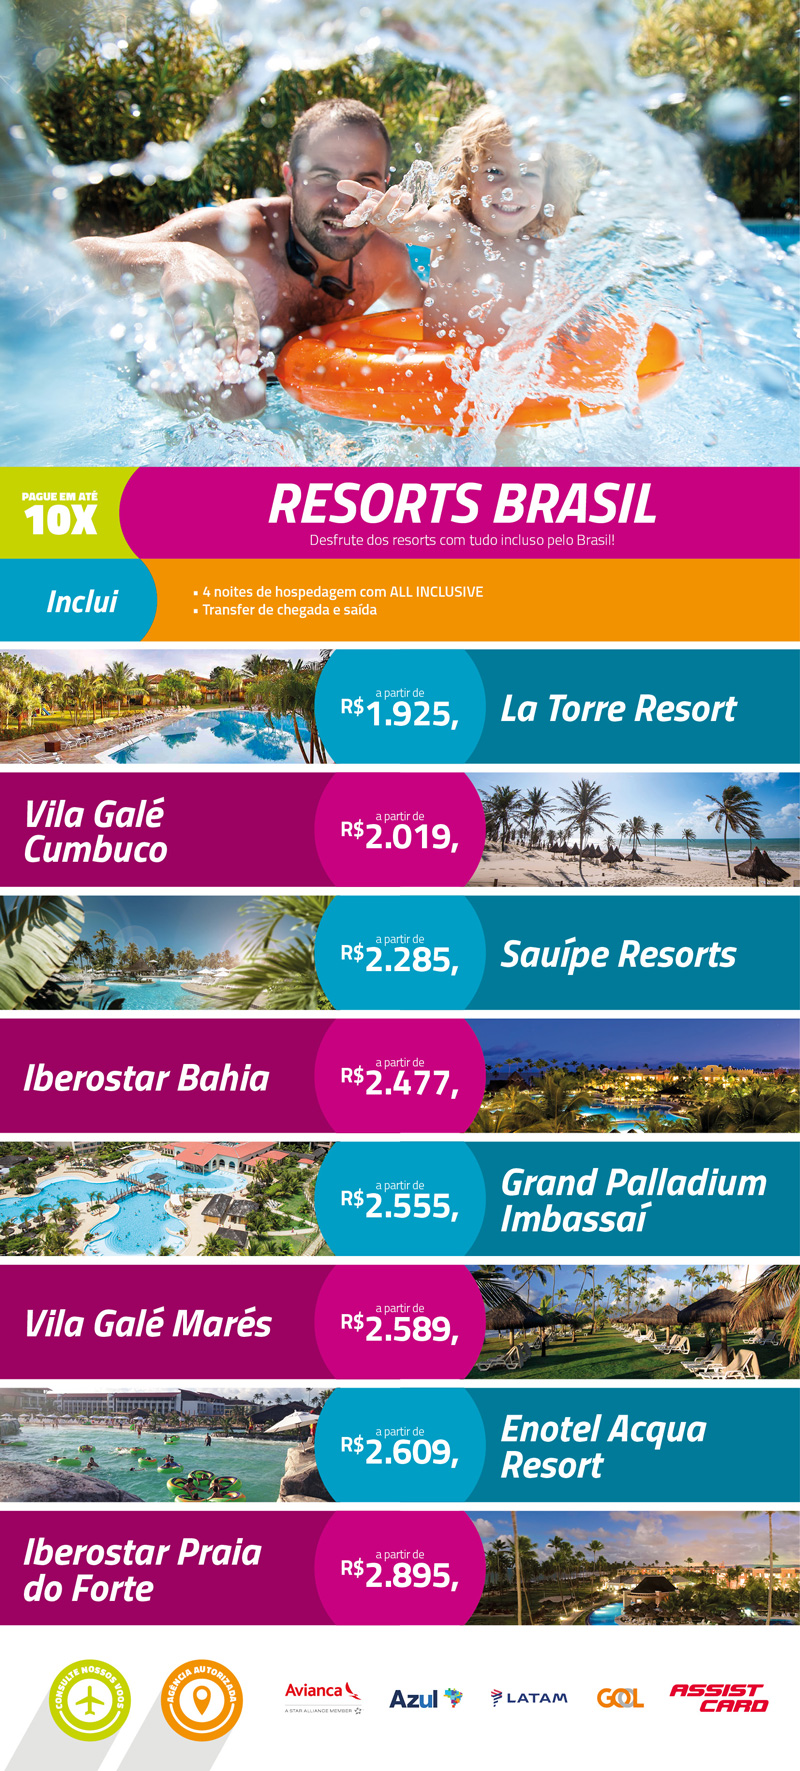 PAGUE EM ATÉ
10X
RESORTS BRASIL
Desfrute dos resorts com tudo incluso pelo Brasil!
Inclui
• 4 noites de hospedagem com ALL INCLUSIVE
• Transfer de chegada e saída
a partir de
R$1.925,
La Torre Resort
Vila Galé
Cumbuco
a partir de
R$2.019,
a partir de
R$2.285,
Sauípe Resorts
Iberostar Bahia
a partir de
R$2.477,
a partir de
R$2.555,
Grand Palladium
Imbassaí
Vila Galé Marés
a partir de
R$2.589,
a partir de
R$2.609,
Enotel Acqua
Resort
Iberostar Praia
do Forte
a partir de
R$2.895,
CONSULTE NOSSOS VOOS
AGÊNCIA AUTORIZADA
Avianca
A STAR ALLIANCE MEMBER
Azul
LATAM
GOL
ASSIST
CARD